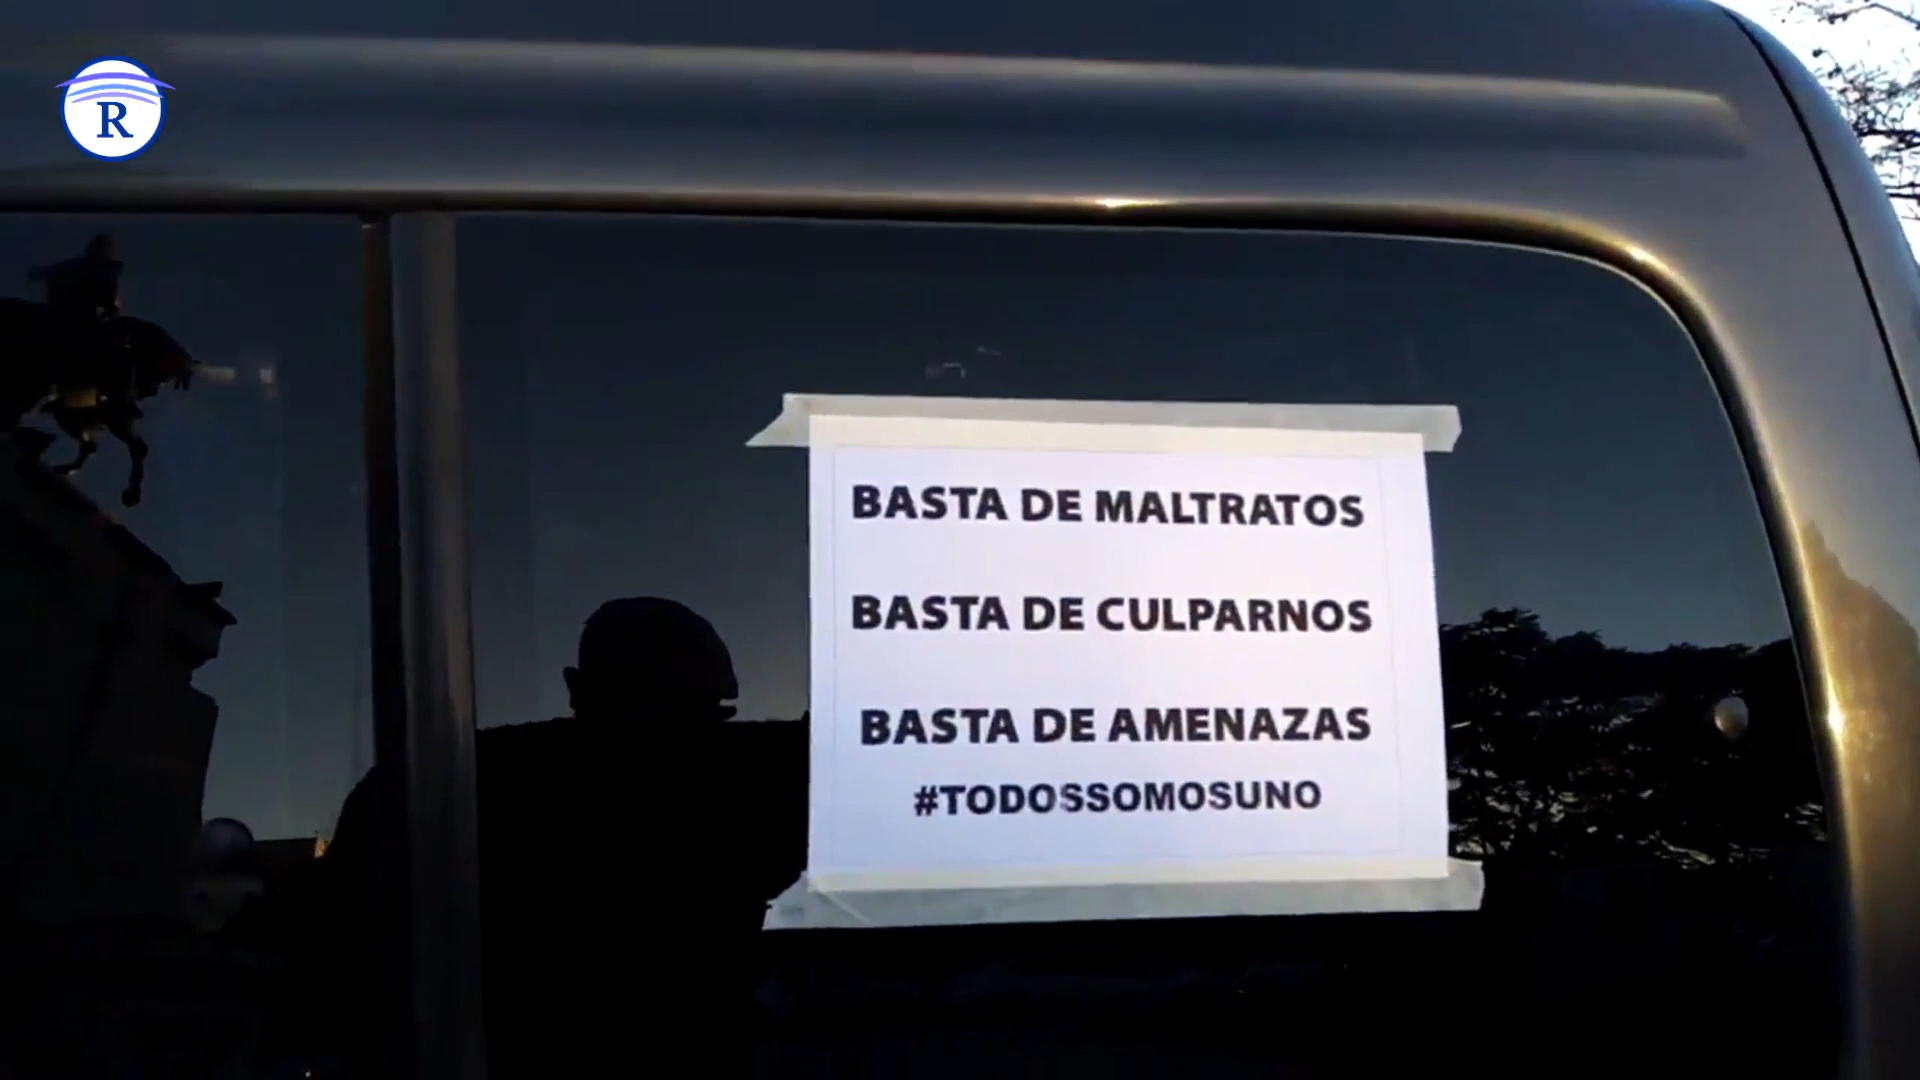 R
BASTA DE MALTRATOS
BASTA DE CULPARNOS
BASTA DE AMENAZAS
#TODOSSOMOSUNO